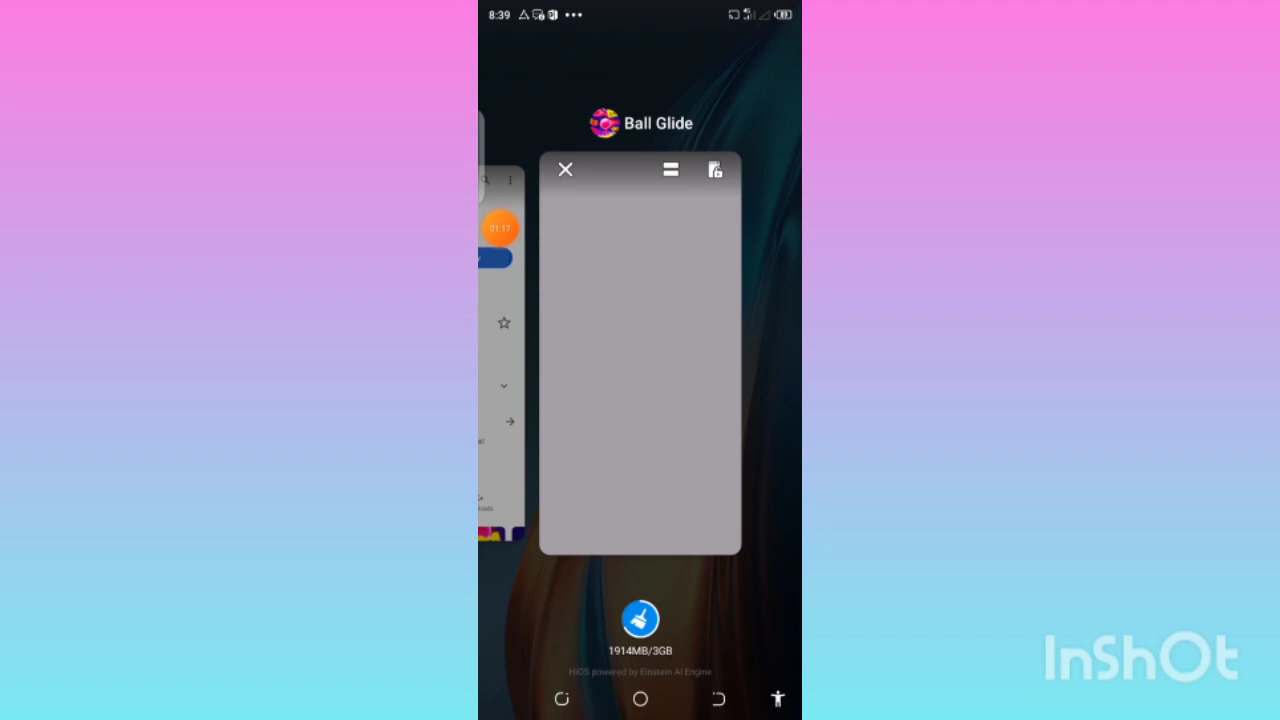 8:39
Ball Glide
01:17
1914MB/3GB
HiOS powered by Einstein AI Engine
InShOt